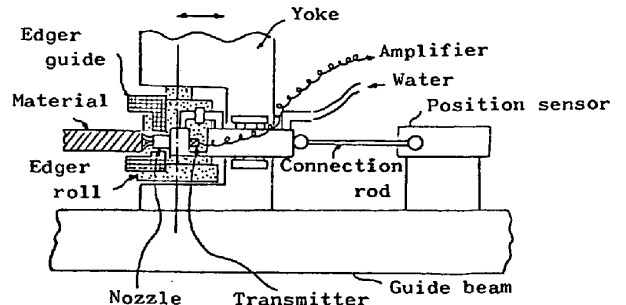 Yoke
Edger
guide
Amplifier
Water
Material
Position sensor
Connection
rod
Edger
roll
Nozzle
Transmitter
Guide beam